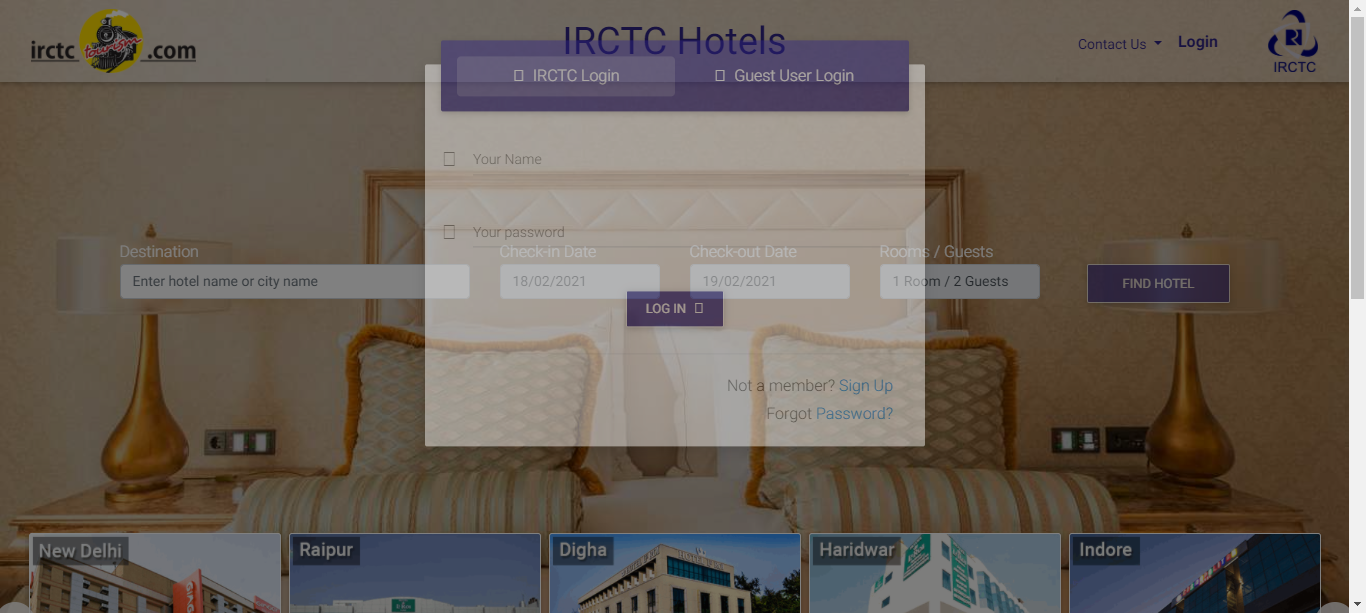 irctc tourism .com
IRCTC Hotels
Contact Us
Login
IRCTC
IRCTC Login
Guest User Login
Your Name
Your password
Destination
Check-in Date
Check-out Date
Rooms / Guests
Enter hotel name or city name
18/02/2021
19/02/2021
1 Room / 2 Guests
FIND HOTEL
LOG IN
Not a member? Sign Up
Forgot Password?
New Delhi
Raipur
Digha
Haridwar
Indore